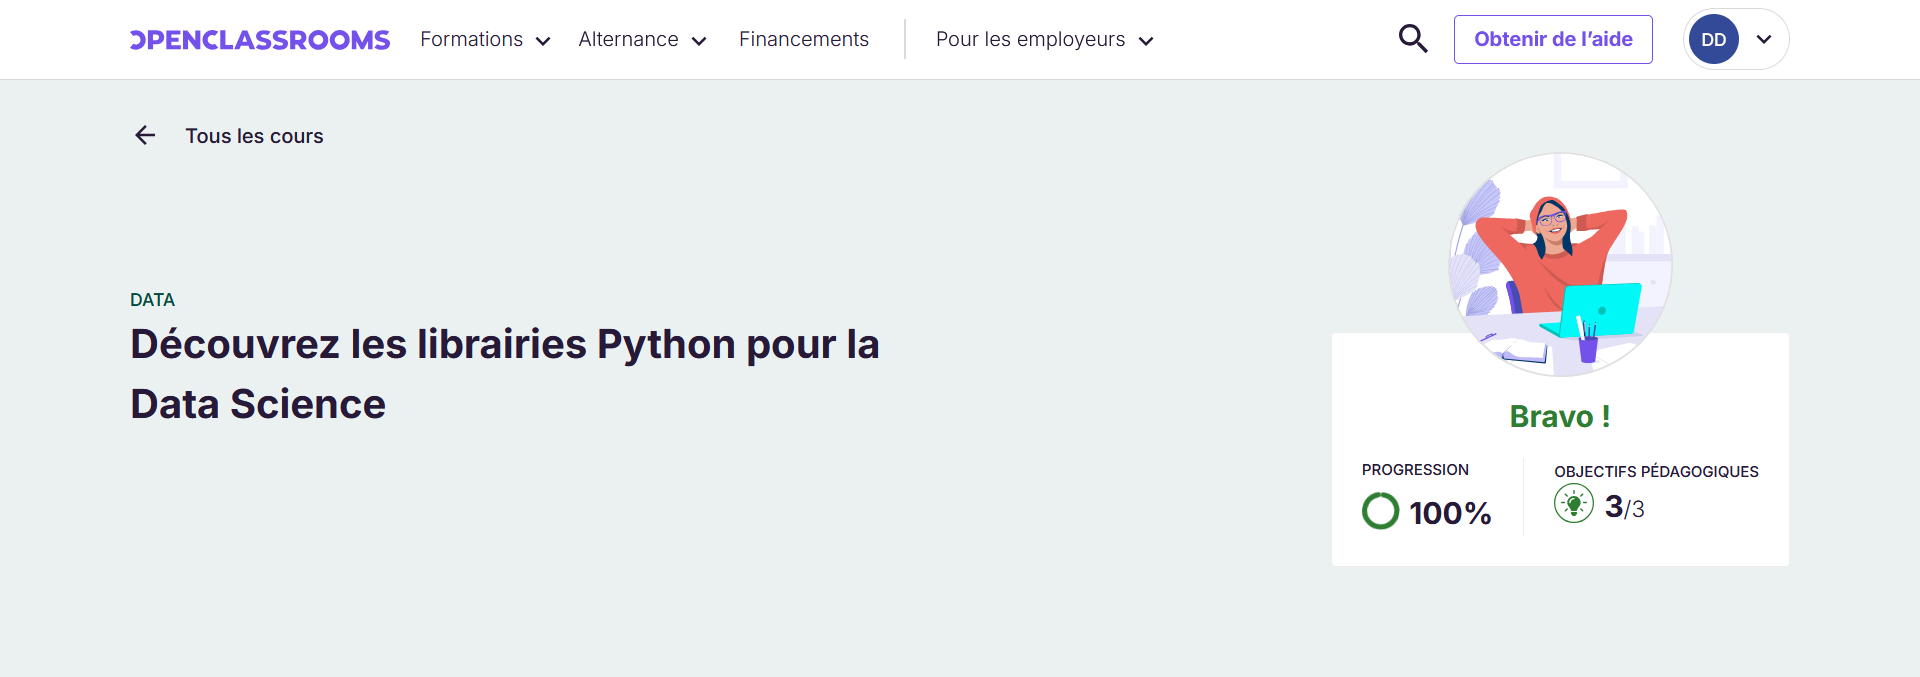 OPENCLASSROOMS Formations Alternance Financements Pour les employeurs Obtenir de l’aide DD
Tous les cours
DATA
Découvrez les librairies Python pour la
Data Science
Bravo !
PROGRESSION
100%
OBJECTIFS PÉDAGOGIQUES
3/3